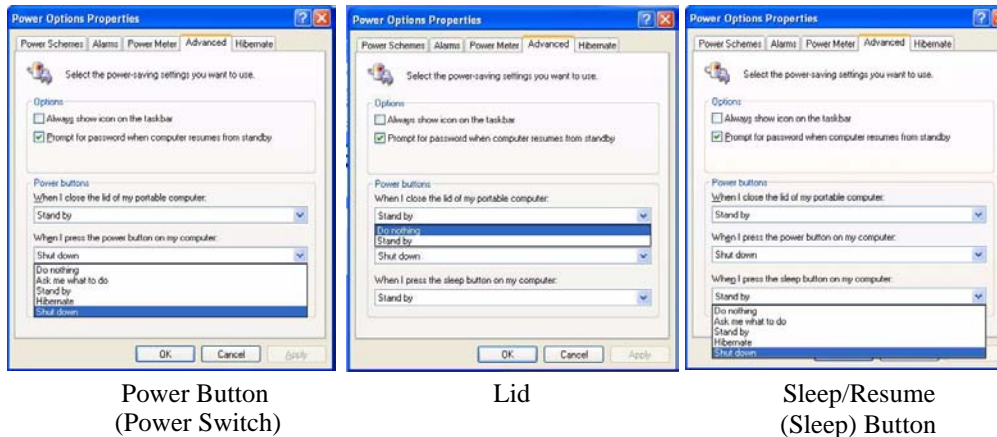 Power Options Properties
Power Schemes Alarms Power Meter Advanced Hibernate
Select the power-saving settings you want to use.
Options
Always show icon on the taskbar
Prompt for password when computer resumes from standby
Power buttons
When I close the lid of my portable computer:
Stand by
When I press the power button on my computer:
Shut down
Do nothing
Ask me what to do
Stand by
Hibernate
Shut down
OK Cancel Apply
Power Button
(Power Switch)
Power Options Properties
Power Schemes Alarms Power Meter Advanced Hibernate
Select the power-saving settings you want to use.
Options
Always show icon on the taskbar
Prompt for password when computer resumes from standby
Power buttons
When I close the lid of my portable computer:
Stand by
Do nothing
Stand by
Shut down
When I press the sleep button on my computer:
Stand by
OK Cancel Apply
Lid
Power Options Properties
Power Schemes Alarms Power Meter Advanced Hibernate
Select the power-saving settings you want to use.
Options
Always show icon on the taskbar
Prompt for password when computer resumes from standby
Power buttons
When I close the lid of my portable computer:
Stand by
When I press the power button on my computer:
Shut down
When I press the sleep button on my computer:
Stand by
Do nothing
Ask me what to do
Stand by
Hibernate
Shut down
Sleep/Resume
(Sleep) Button